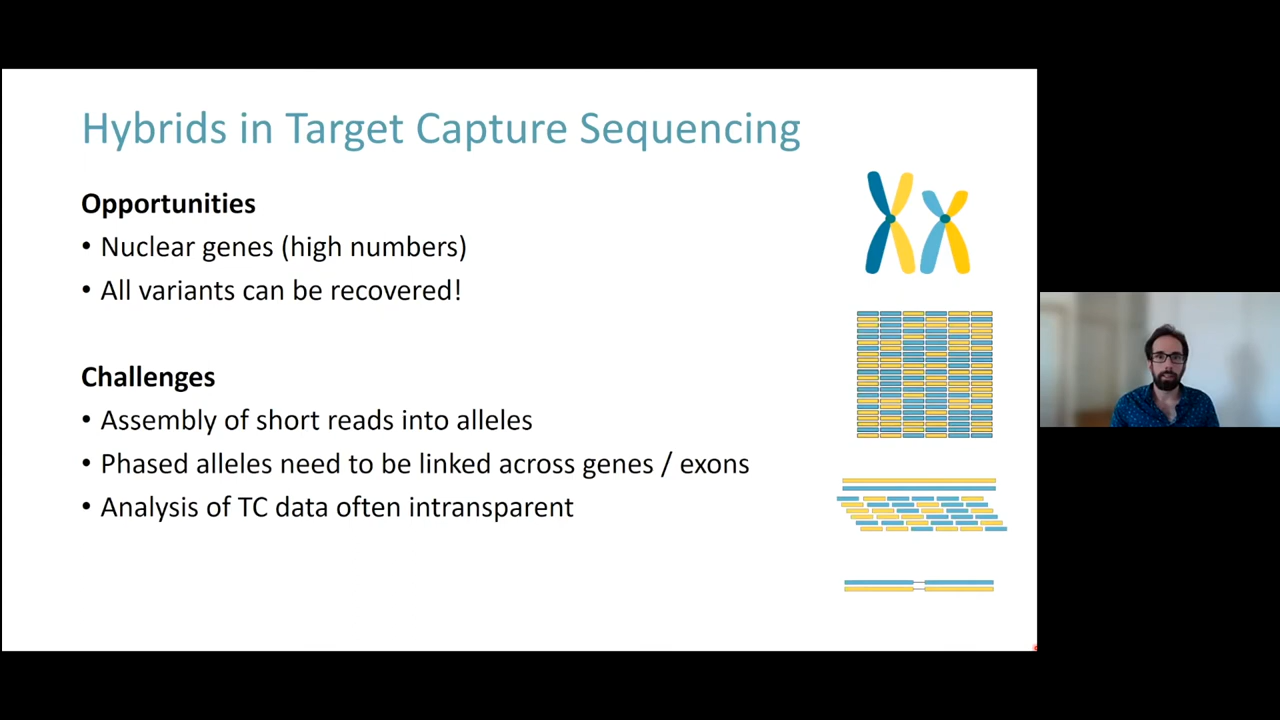 Hybrids in Target Capture Sequencing
Opportunities
• Nuclear genes (high numbers)
• All variants can be recovered!
Challenges
• Assembly of short reads into alleles
• Phased alleles need to be linked across genes / exons
• Analysis of TC data often intransparent